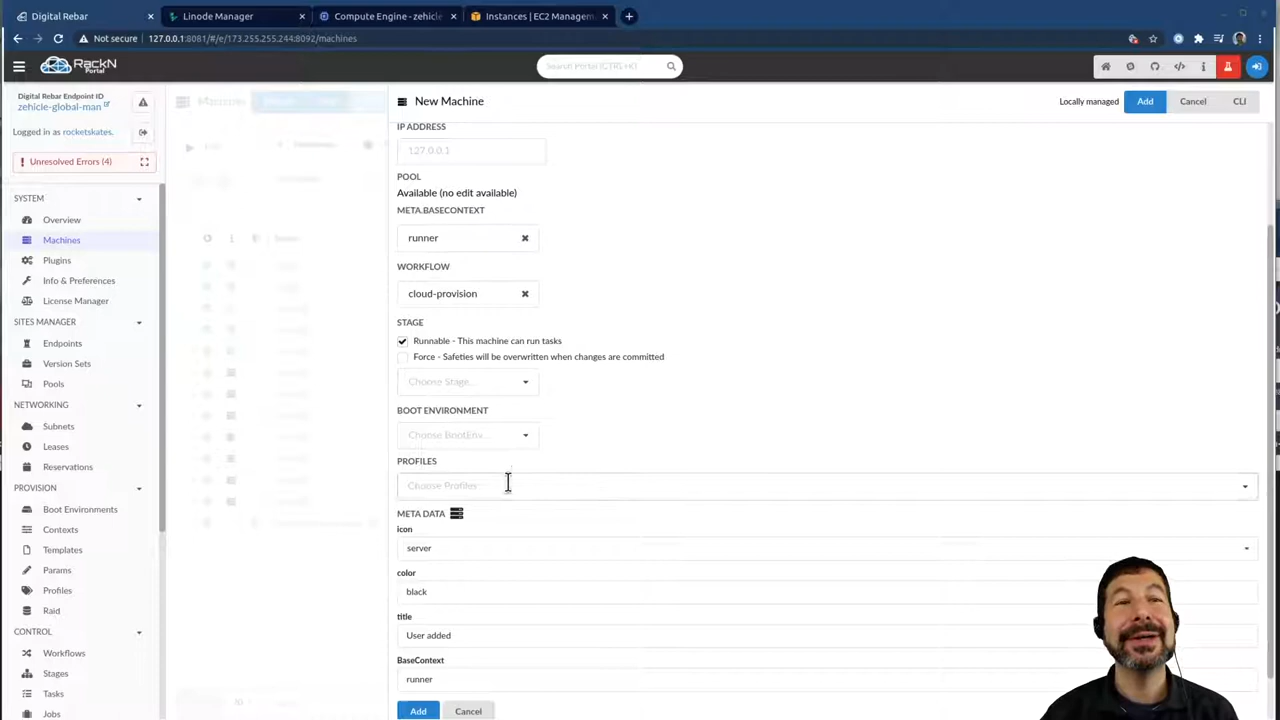 Digital Rebar
Linode Manager
Compute Engine - zehicle
Instances | EC2 Managem
Not secure
127.0.0.1:8081/#/e/173.255.255.244:8092/machines
RackN
Portal
Search Portal (CTRL+K)
Digital Rebar Endpoint ID
zehicle-global-man
Logged in as rocketskates.
Unresolved Errors (4)
SYSTEM
Overview
Machines
Plugins
Info & Preferences
License Manager
SITES MANAGER
Endpoints
Version Sets
Pools
NETWORKING
Subnets
Leases
Reservations
PROVISION
Boot Environments
Contexts
Templates
Params
Profiles
Raid
CONTROL
Workflows
Stages
Tasks
Jobs
Machines
New Machine
Locally managed
Add
Cancel
CLI
IP ADDRESS
127.0.0.1
POOL
Available (no edit available)
META.BASECONTEXT
runner
WORKFLOW
cloud-provision
STAGE
Runnable - This machine can run tasks
Force - Safeties will be overwritten when changes are committed
Choose Stage...
BOOT ENVIRONMENT
Choose BootEnv...
PROFILES
Choose Profiles
META DATA
icon
server
color
black
title
User added
BaseContext
runner
Add
Cancel